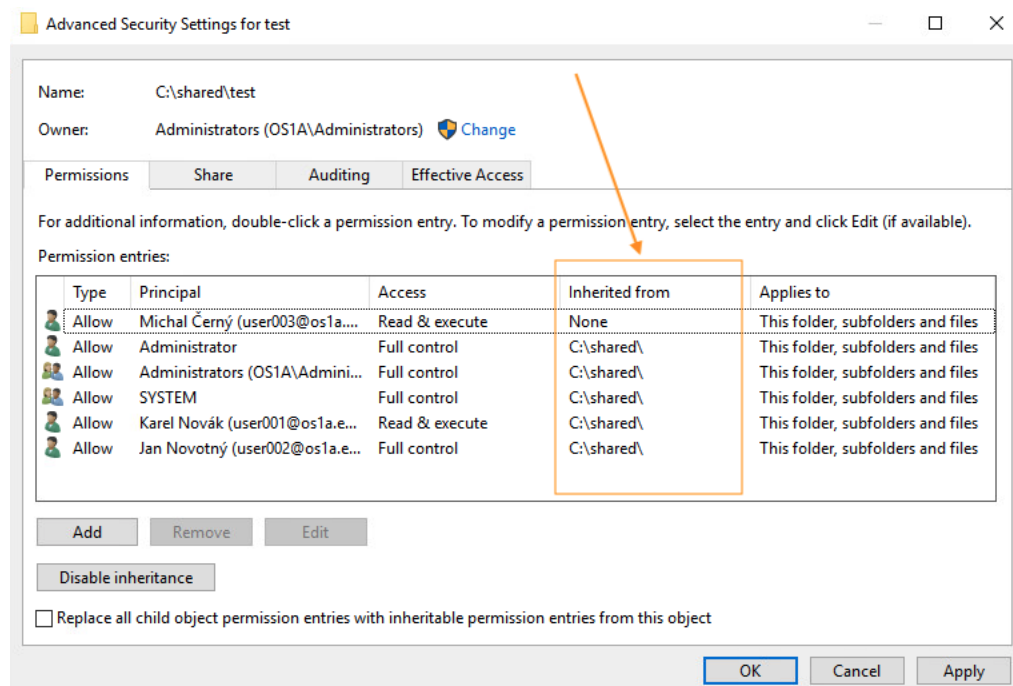 Advanced Security Settings for test
Name: C:\shared\test
Owner: Administrators (OS1A\Administrators) Change
Permissions Share Auditing Effective Access
For additional information, double-click a permission entry. To modify a permission entry, select the entry and click Edit (if available).
Permission entries:
Type Principal Access Inherited from Applies to
Allow Michal Černý (user003@os1a.... Read & execute None This folder, subfolders and files
Allow Administrator Full control C:\shared\ This folder, subfolders and files
Allow Administrators (OS1A\Admini... Full control C:\shared\ This folder, subfolders and files
Allow SYSTEM Full control C:\shared\ This folder, subfolders and files
Allow Karel Novák (user001@os1a.e... Read & execute C:\shared\ This folder, subfolders and files
Allow Jan Novotný (user002@os1a.e... Full control C:\shared\ This folder, subfolders and files
Add Remove Edit
Disable inheritance
Replace all child object permission entries with inheritable permission entries from this object
OK Cancel Apply